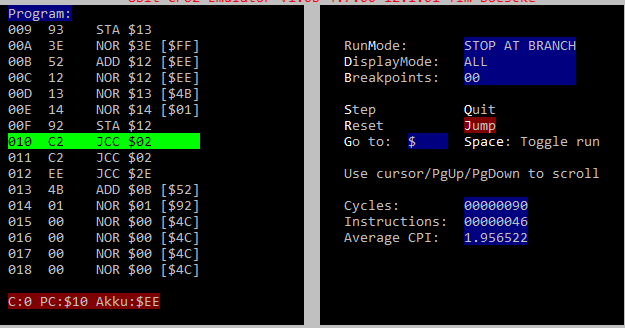 Program:
009 93 STA $13
00A 3E NOR $3E [$FF]
00B 52 ADD $12 [$EE]
00C 12 NOR $12 [$EE]
00D 13 NOR $13 [$4B]
00E 14 NOR $14 [$01]
00F 92 STA $12
010 C2 JCC $02
011 C2 JCC $02
012 EE JCC $2E
013 4B ADD $0B [$52]
014 01 NOR $01 [$92]
015 00 NOR $00 [$4C]
016 00 NOR $00 [$4C]
017 00 NOR $00 [$4C]
018 00 NOR $00 [$4C]
C:0 PC:$10 Akku:$EE
RunMode: STOP AT BRANCH
DisplayMode: ALL
Breakpoints: 00
Step Quit
Reset Jump
Go to: $ Space: Toggle run
Use cursor/PgUp/PgDown to scroll
Cycles: 00000090
Instructions: 00000046
Average CPI: 1.956522